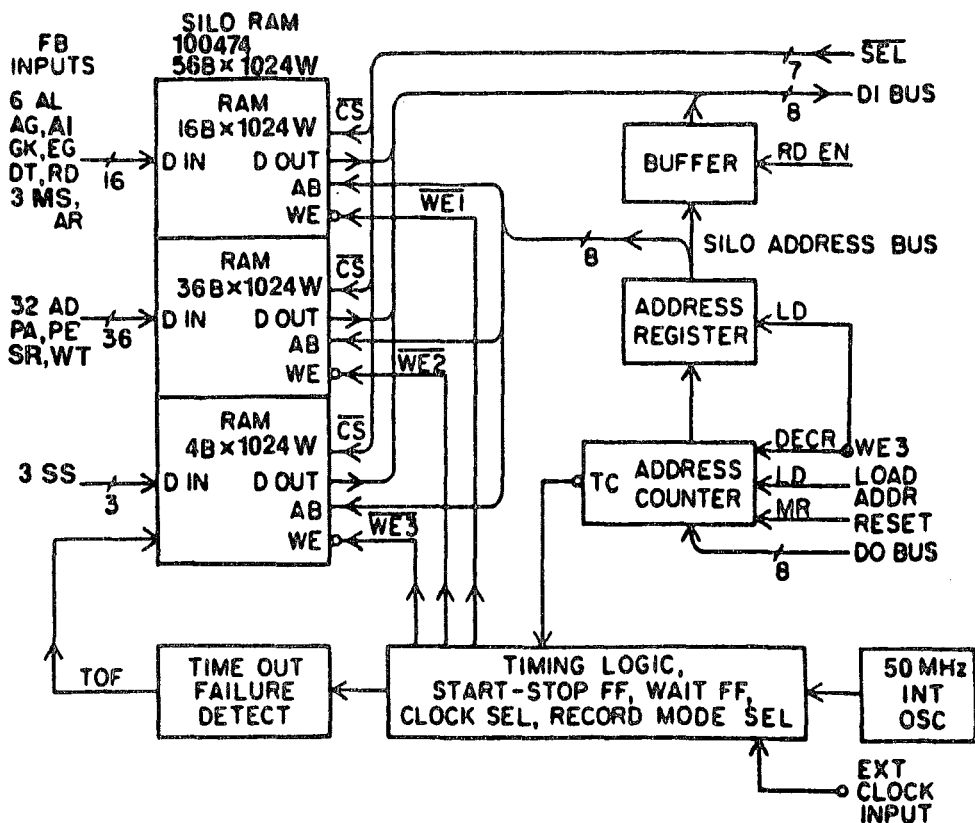 SILO RAM
100474
56B×1024W
FB
INPUTS
6 AL
AG, AI
GK, EG
DT, RD
3 MS,
AR
16
RAM
16B×1024W
D IN
D OUT
AB
WE
CS
WE1
32 AD
PA, PE
SR, WT
36
RAM
36B×1024W
D IN
D OUT
AB
WE
CS
WE2
3 SS
3
RAM
4B×1024W
D IN
D OUT
AB
WE
CS
WE3
SEL
7
DI BUS
8
BUFFER
RD EN
SILO ADDRESS BUS
8
ADDRESS
REGISTER
LD
TC
ADDRESS
COUNTER
DECR
WE3
LD
LOAD
ADDR
MR
RESET
DO BUS
8
TOF
TIME OUT
FAILURE
DETECT
TIMING LOGIC,
START-STOP FF, WAIT FF,
CLOCK SEL, RECORD MODE SEL
50 MHz
INT
OSC
EXT
CLOCK
INPUT